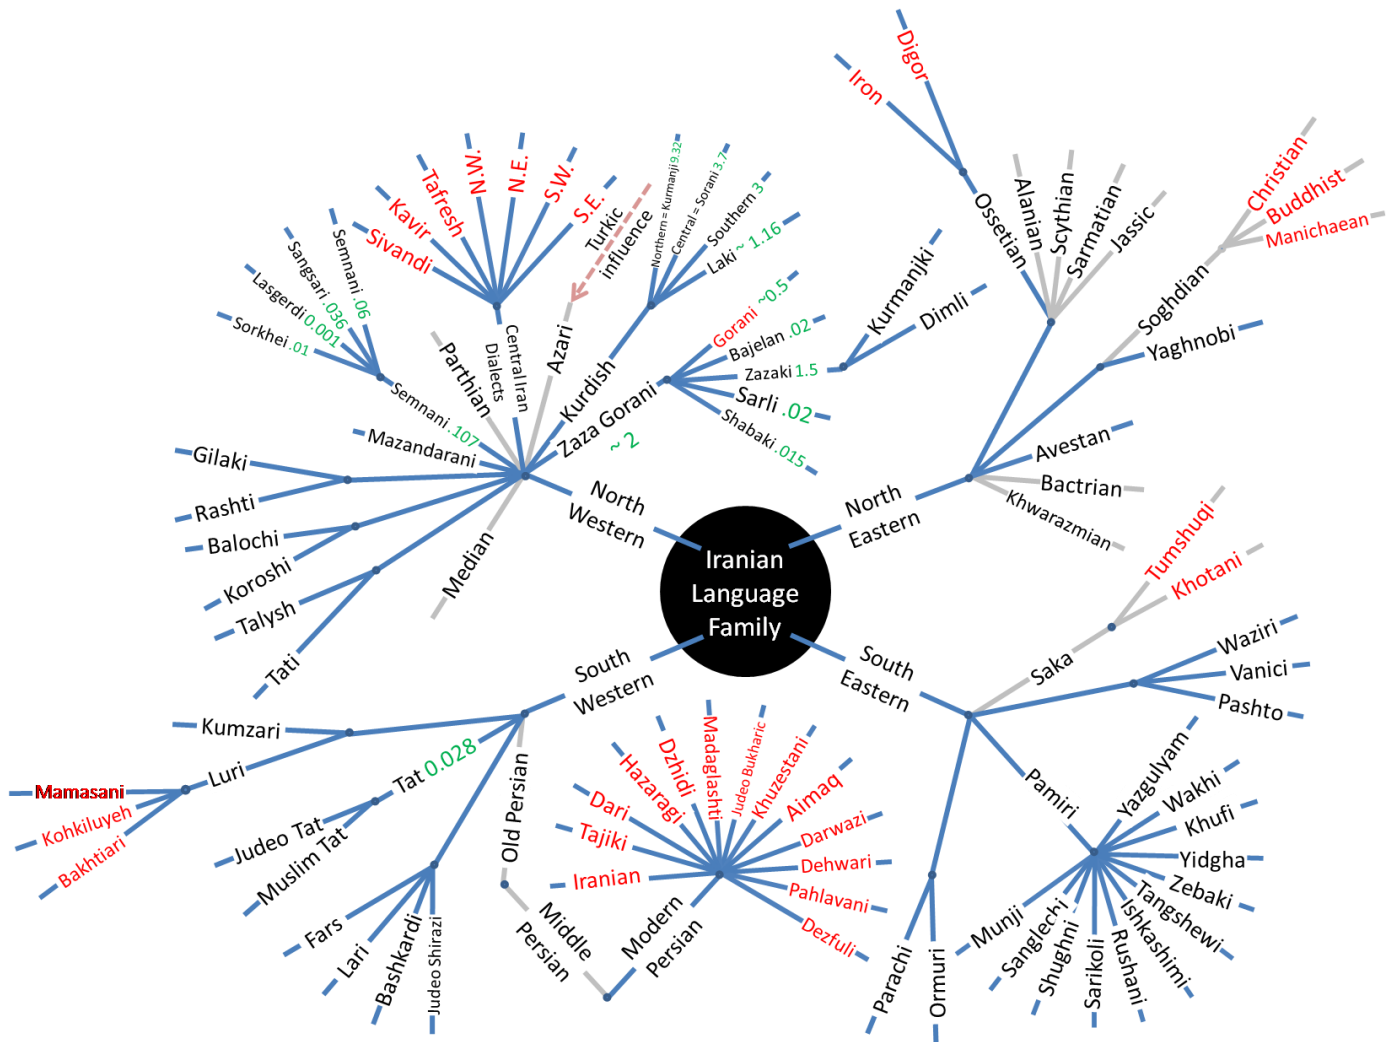 Iranian
Language
Family
North
Western
Median
Tati
Talysh
Koroshi
Balochi
Rashti
Gilaki
Mazandarani
Semnani .107
Sorkhei .01
Lasgerdi 0.001
Sangsari .036
Semnani .06
Parthian
Central Iran
Dialects
Sivandi
Kavir
Tafresh
N.W.
N.E.
S.W.
S.E.
Azari
Turkic
influence
Kurdish
Northern = Kurmanji 9.32
Central = Sorani 3.7
Southern 3
Laki ~ 1.16
Zaza Gorani
~ 2
Gorani ~0.5
Bajelan .02
Zazaki 1.5
Sarli .02
Shabaki .015
Kurmanjki
Dimli
North
Eastern
Ossetian
Iron
Digor
Alanian
Scythian
Sarmatian
Jassic
Soghdian
Christian
Buddhist
Manichaean
Yaghnobi
Avestan
Bactrian
Khwarazmian
South
Eastern
Saka
Tumshuqi
Khotani
Waziri
Vanici
Pashto
Pamiri
Yazgulyam
Wakhi
Khufi
Yidgha
Zebaki
Tangshewi
Ishkashimi
Rushani
Sarikoli
Shughni
Sanglechi
Munji
Ormuri
Parachi
South
Western
Kumzari
Luri
Mamasani
Kohkiluyeh
Bakhtiari
Tat 0.028
Judeo Tat
Muslim Tat
Fars
Lari
Bashkardi
Judeo Shirazi
Old Persian
Middle
Persian
Modern
Persian
Iranian
Tajiki
Dari
Hazaragi
Dzhidi
Madaglashti
Judeo Bukharic
Khuzestani
Aimaq
Darwazi
Dehwari
Pahlavani
Dezfuli